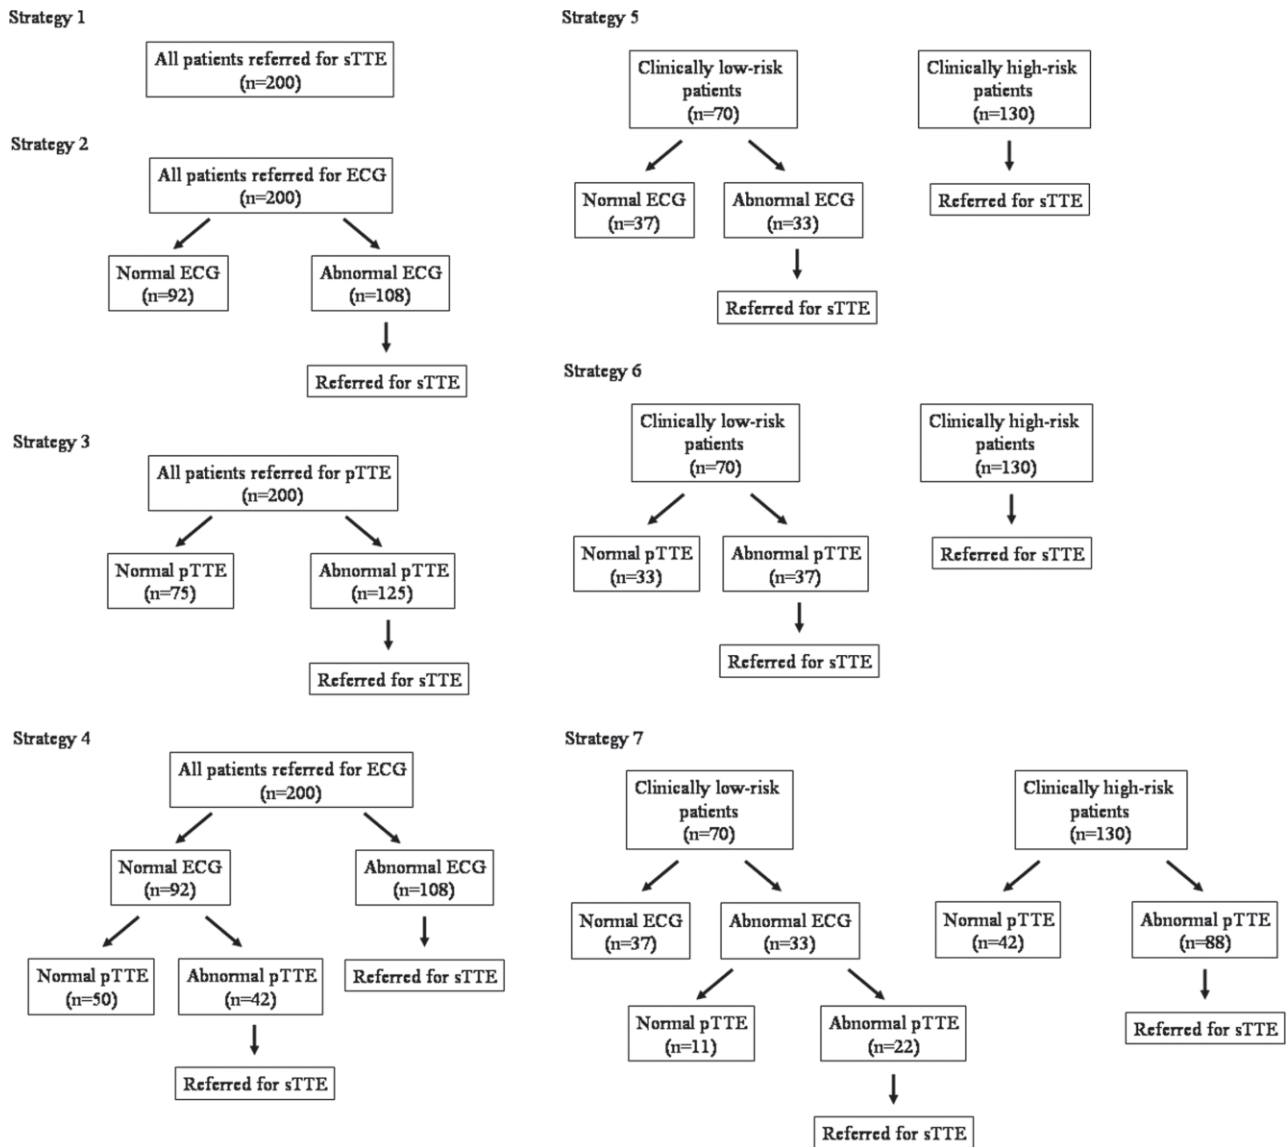 Strategy 1
All patients referred for sTTE
(n=200)
Strategy 2
All patients referred for ECG
(n=200)
Normal ECG
(n=92)
Abnormal ECG
(n=108)
Referred for sTTE
Strategy 3
All patients referred for pTTE
(n=200)
Normal pTTE
(n=75)
Abnormal pTTE
(n=125)
Referred for sTTE
Strategy 4
All patients referred for ECG
(n=200)
Normal ECG
(n=92)
Abnormal ECG
(n=108)
Normal pTTE
(n=50)
Abnormal pTTE
(n=42)
Referred for sTTE
Referred for sTTE
Strategy 5
Clinically low-risk
patients
(n=70)
Clinically high-risk
patients
(n=130)
Normal ECG
(n=37)
Abnormal ECG
(n=33)
Referred for sTTE
Referred for sTTE
Strategy 6
Clinically low-risk
patients
(n=70)
Clinically high-risk
patients
(n=130)
Normal pTTE
(n=33)
Abnormal pTTE
(n=37)
Referred for sTTE
Referred for sTTE
Strategy 7
Clinically low-risk
patients
(n=70)
Clinically high-risk
patients
(n=130)
Normal ECG
(n=37)
Abnormal ECG
(n=33)
Normal pTTE
(n=42)
Abnormal pTTE
(n=88)
Normal pTTE
(n=11)
Abnormal pTTE
(n=22)
Referred for sTTE
Referred for sTTE